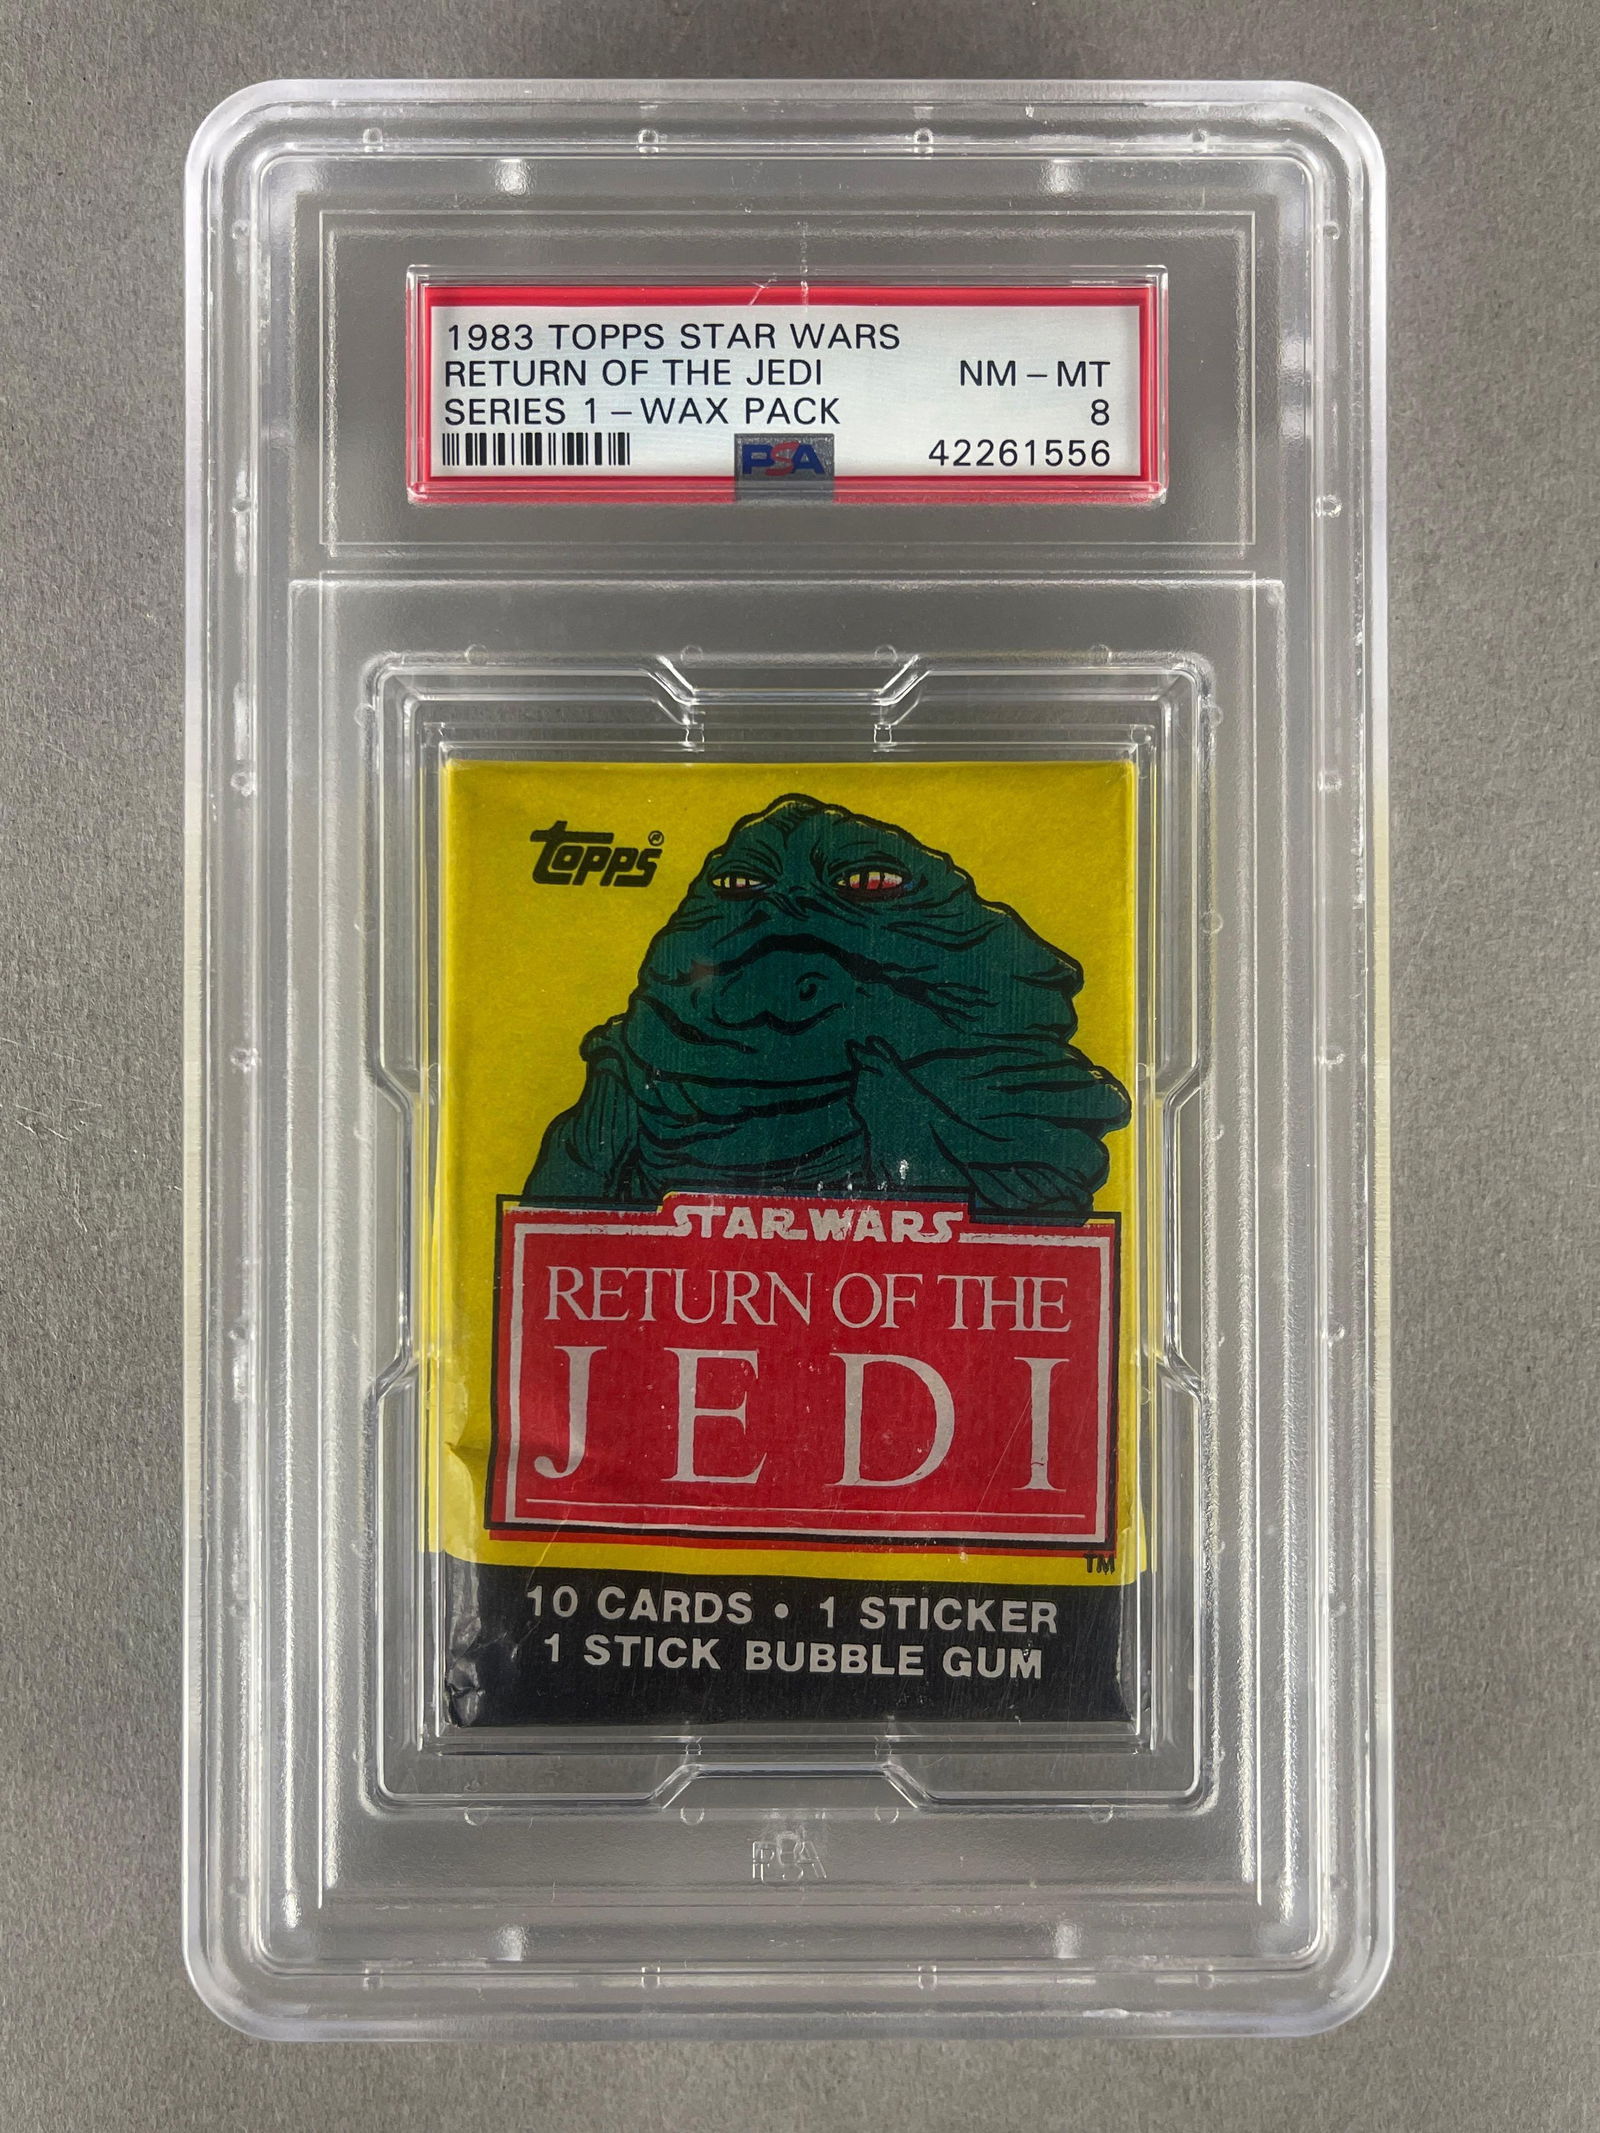 1983 TOPPS STAR WARS
RETURN OF THE JEDI NM - MT
SERIES 1 - WAX PACK 8
PSA 42261556
Topps®
STAR WARS
RETURN OF THE
JEDI
TM
10 CARDS • 1 STICKER
1 STICK BUBBLE GUM
PSA